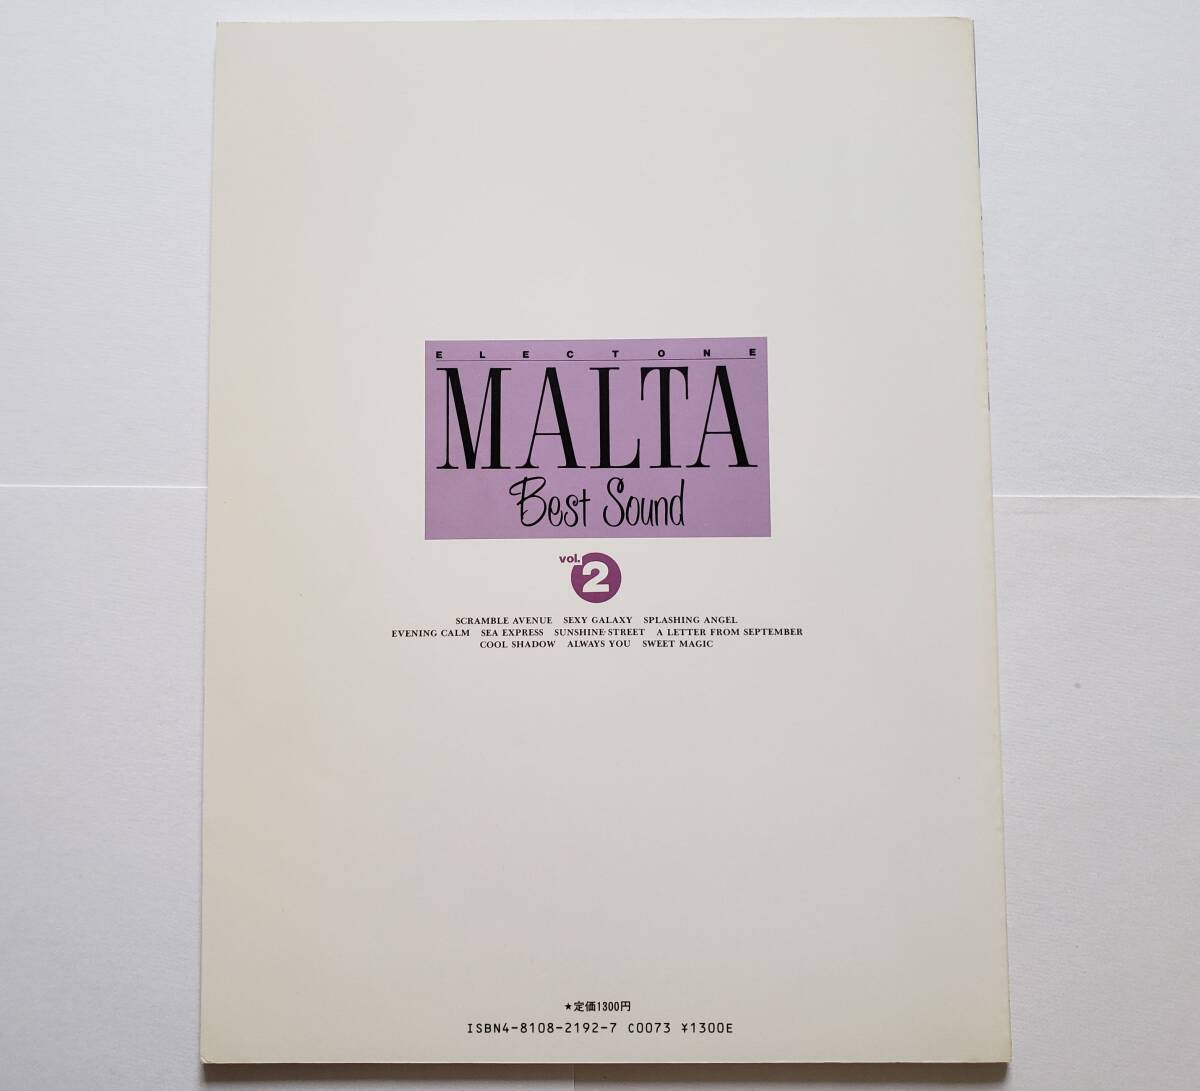 ELECTONE
MALTA
Best Sound
vol. 2
SCRAMBLE AVENUE SEXY GALAXY SPLASHING ANGEL
EVENING CALM SEA EXPRESS SUNSHINE STREET A LETTER FROM SEPTEMBER
COOL SHADOW ALWAYS YOU SWEET MAGIC
★定価1300円
ISBN4-8108-2192-7 C0073 ¥1300E